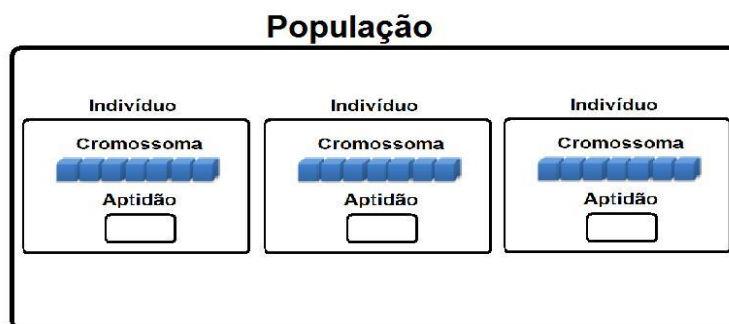 População
Indivíduo Indivíduo Indivíduo
Cromossoma Cromossoma Cromossoma
Aptidão Aptidão Aptidão